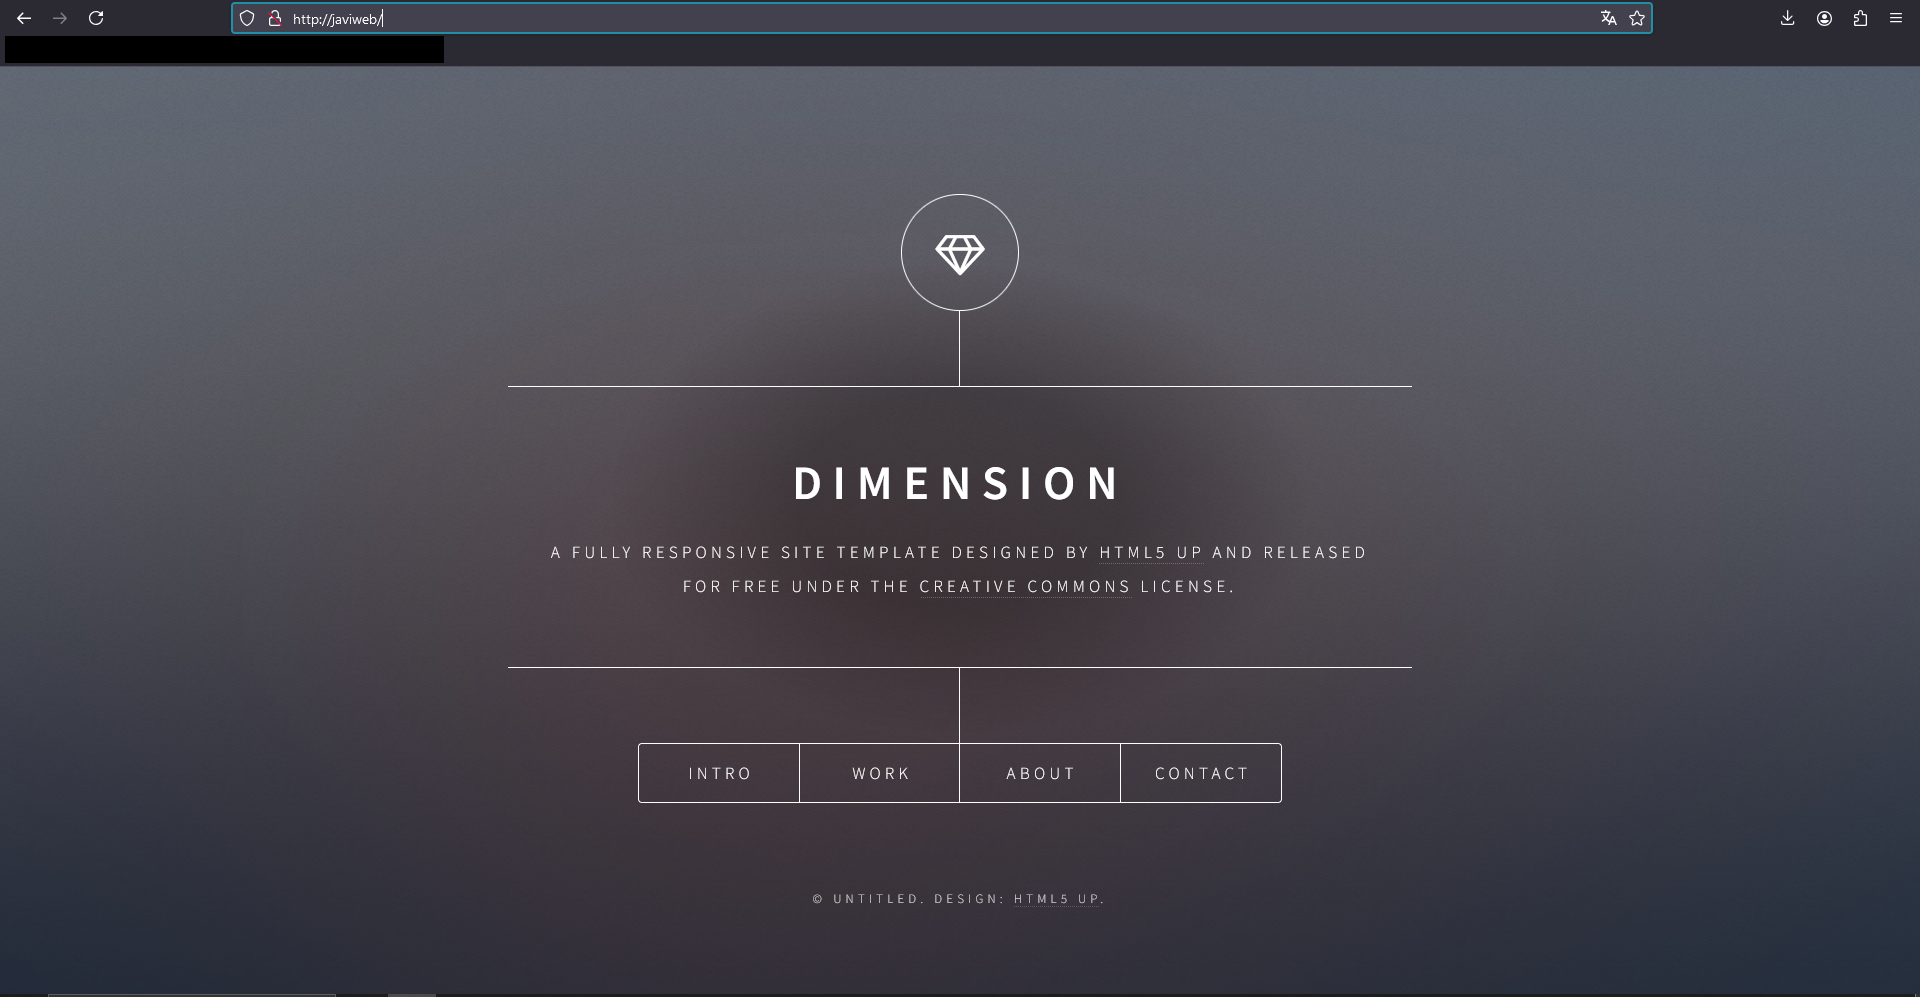 http://javiweb/
DIMENSION
A FULLY RESPONSIVE SITE TEMPLATE DESIGNED BY HTML5 UP AND RELEASED
FOR FREE UNDER THE CREATIVE COMMONS LICENSE.
INTRO
WORK
ABOUT
CONTACT
© UNTITLED. DESIGN: HTML5 UP.